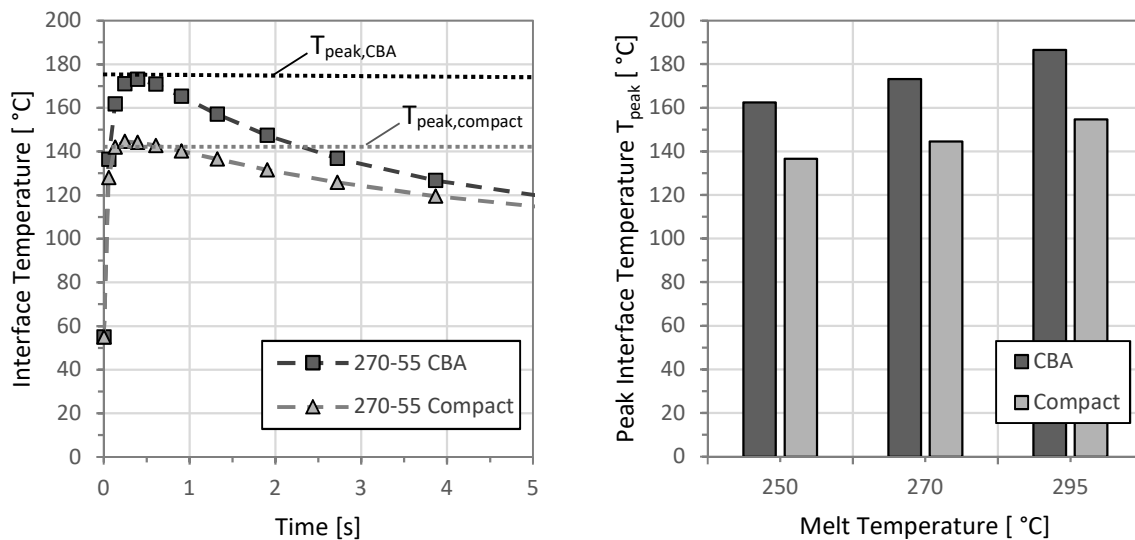 200
180
160
140
120
100
80
60
40
20
0
Interface Temperature [ °C]
T_peak,CBA
T_peak,compact
270-55 CBA
270-55 Compact
0 1 2 3 4 5
Time [s]
200
180
160
140
120
100
80
60
40
20
0
Peak Interface Temperature T_peak [ °C]
CBA
Compact
250 270 295
Melt Temperature [ °C]